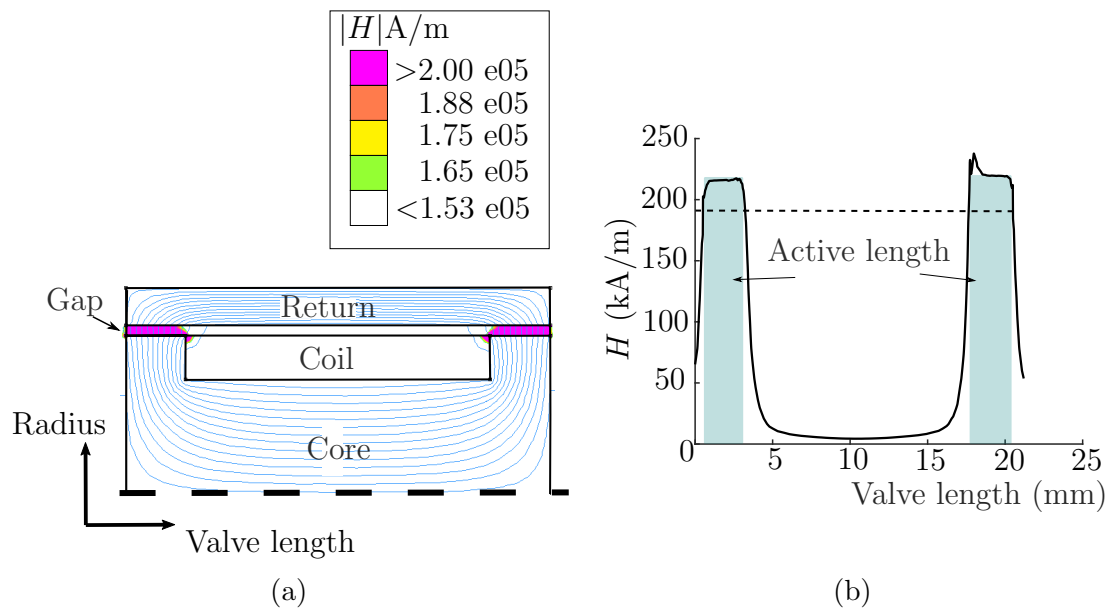 |H|A/m
>2.00 e05
1.88 e05
1.75 e05
1.65 e05
<1.53 e05
Gap
Return
Coil
Core
Radius
Valve length
(a)
250
200
150
100
50
0
H (kA/m)
Active length
0 5 10 15 20 25
Valve length (mm)
(b)